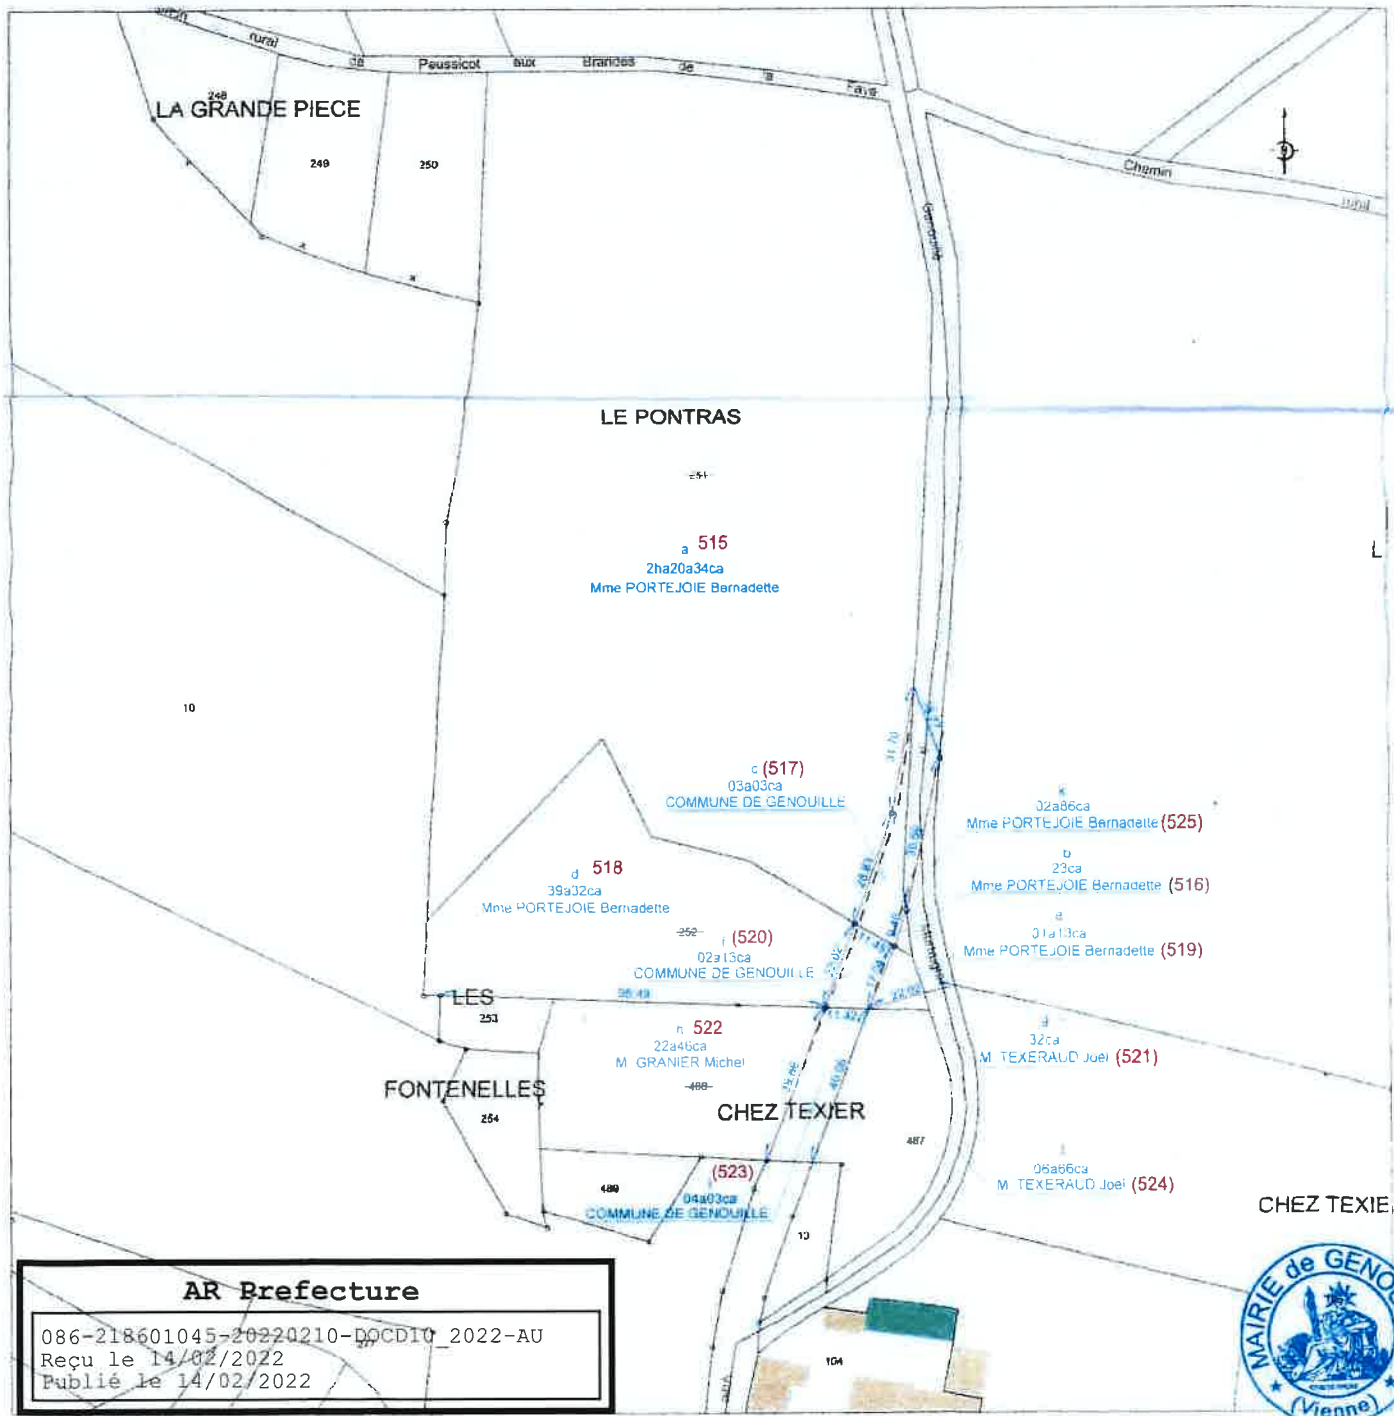 rural
de
Peussicot
aux
Brandes
de
la
Faye
248
LA GRANDE PIECE
249
250
Chemin
rural
LE PONTRAS
251
a 515
2ha20a34ca
Mme PORTEJOIE Bernadette
L
10
31.70
c (517)
03a03ca
COMMUNE DE GENOUILLE
02a86ca
Mme PORTEJOIE Bernadette (525)
b
23ca
Mme PORTEJOIE Bernadette (516)
e
01a13ca
Mme PORTEJOIE Bernadette (519)
d 518
39a32ca
Mme PORTEJOIE Bernadette
252
f (520)
02a13ca
COMMUNE DE GENOUILLE
LES
253
h 522
22a46ca
M. GRANIER Michel
488
32ca
M. TEXERAUD Joël (521)
FONTENELLES
254
CHEZ TEXIER
487
06a66ca
M. TEXERAUD Joël (524)
489
(523)
04a03ca
COMMUNE DE GENOUILLE
13
CHEZ TEXIE
104
AR Prefecture
086-218601045-20220210-DOCD10_2022-AU
Reçu le 14/02/2022
Publié le 14/02/2022
MAIRIE de GENOU
(Vienne)